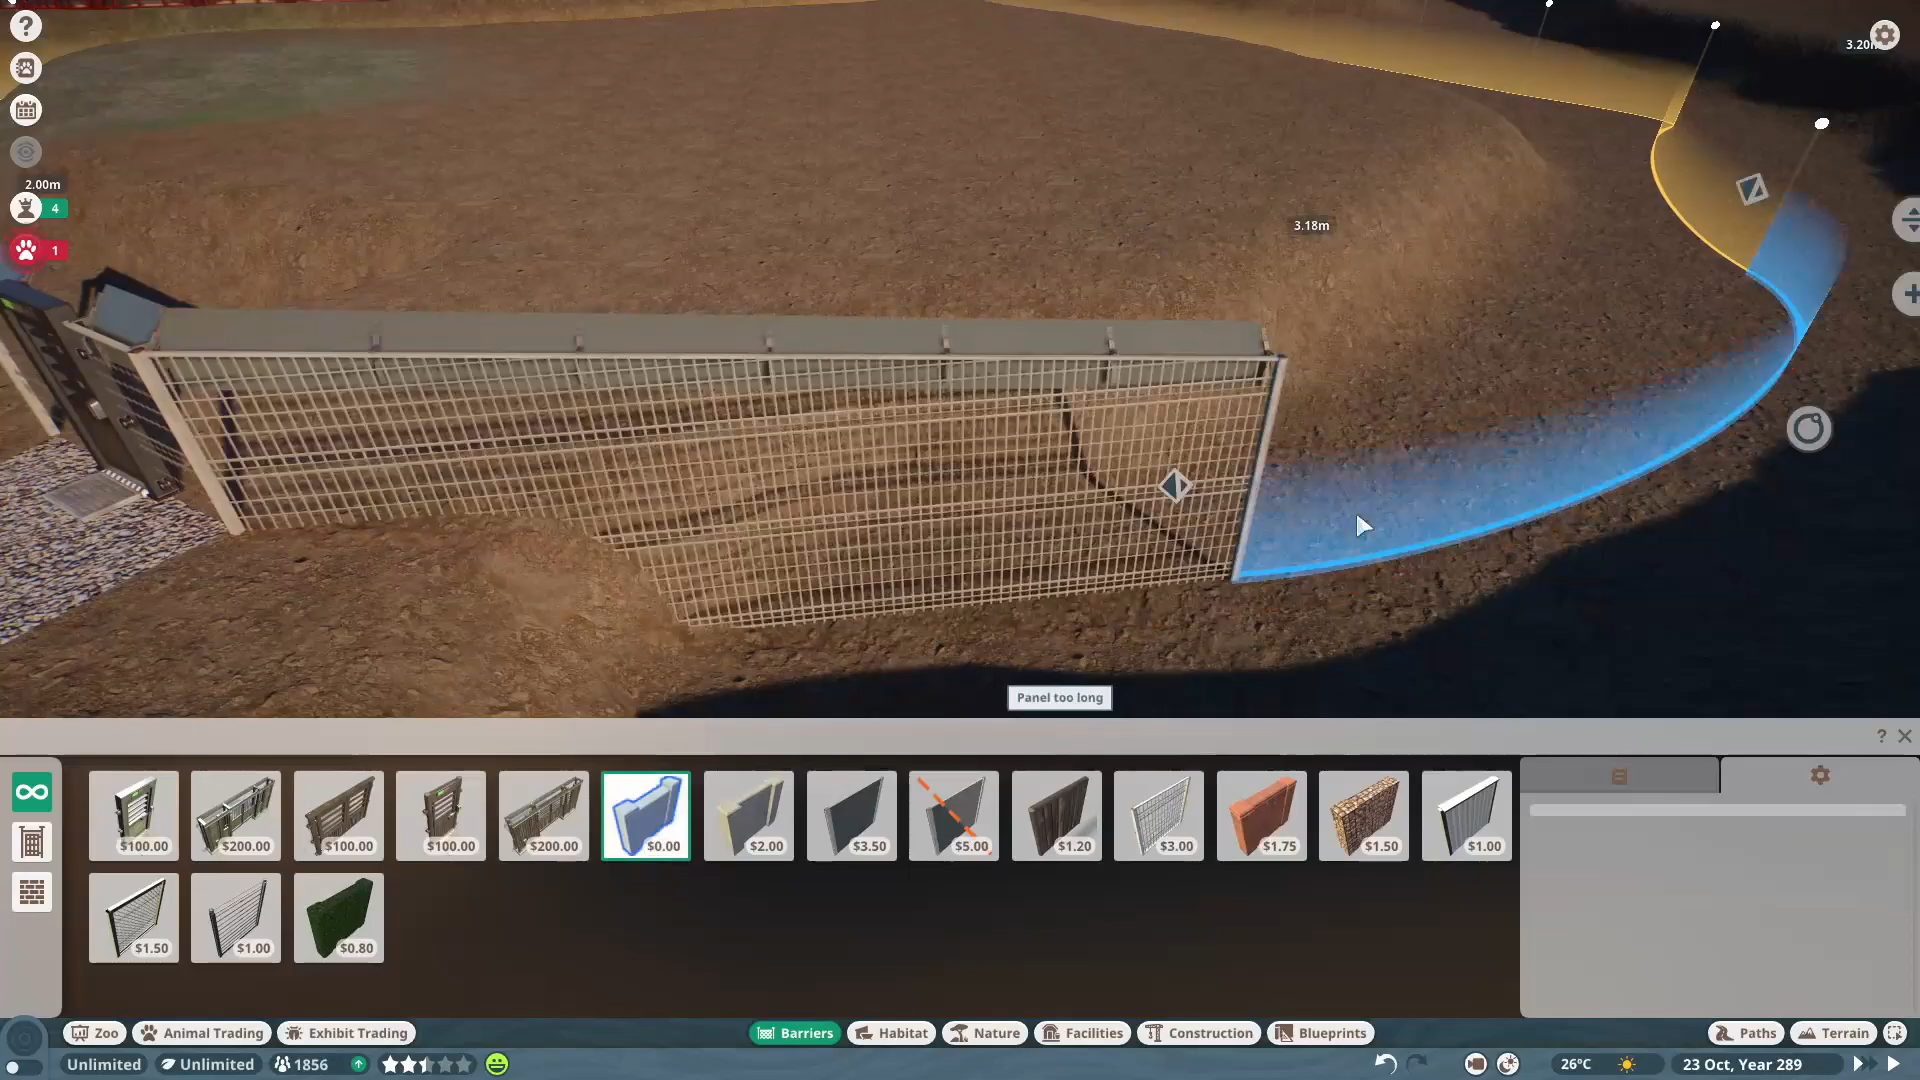 ?
3.20m
2.00m
4
1
3.18m
Panel too long
?
$100.00
$200.00
$100.00
$100.00
$200.00
$0.00
$2.00
$3.50
$5.00
$1.20
$3.00
$1.75
$1.50
$1.00
$1.50
$1.00
$0.80
Zoo
Animal Trading
Exhibit Trading
Barriers
Habitat
Nature
Facilities
Construction
Blueprints
Paths
Terrain
Unlimited
Unlimited
1856
26°C
23 Oct, Year 289